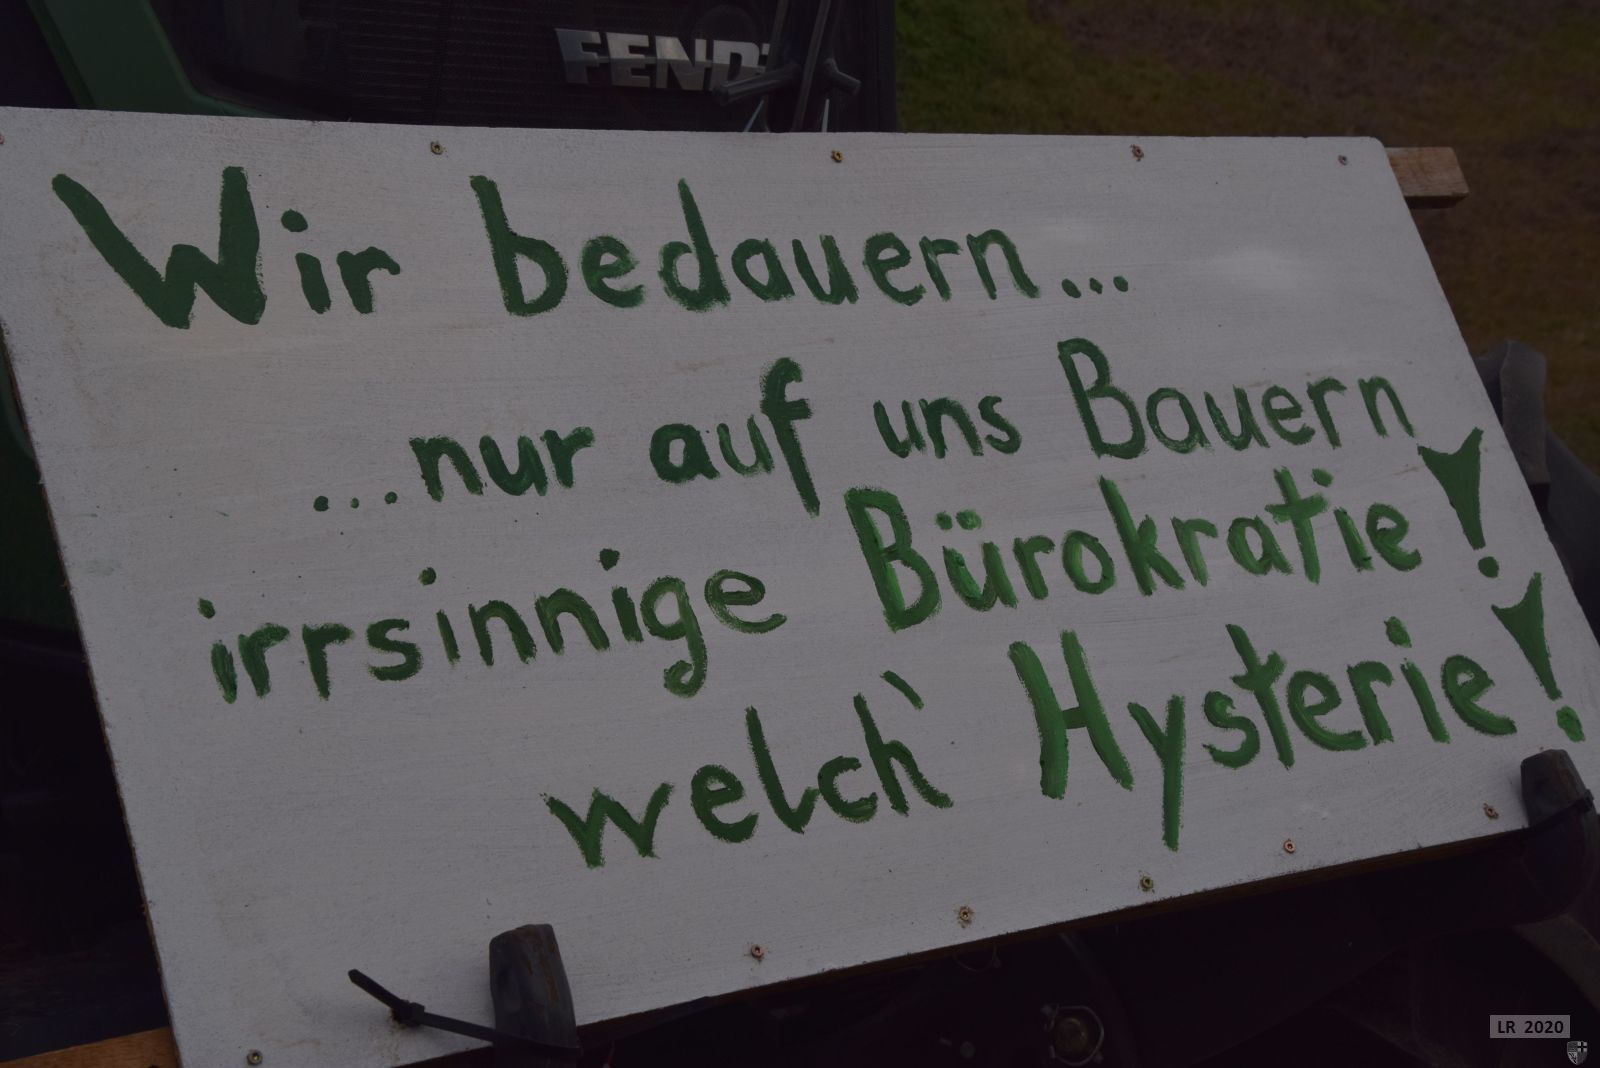 FENDT
Wir bedauern...
...nur auf uns Bauern
irrsinnige Bürokratie!
welch' Hysterie!
LR 2020